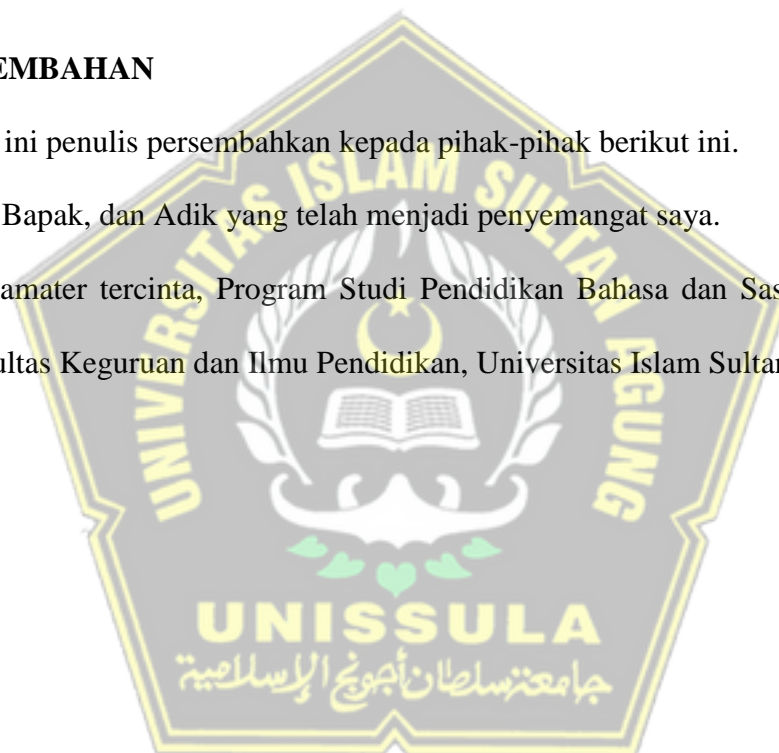 EMBAHAN
ini penulis persembahkan kepada pihak-pihak berikut ini.
Bapak, dan Adik yang telah menjadi penyemangat saya.
amater tercinta, Program Studi Pendidikan Bahasa dan Sas
ultas Keguruan dan Ilmu Pendidikan, Universitas Islam Sultan
UNIVERSITAS ISLAM SULTAN AGUNG
UNISSULA
جامعتسلطان أجونج الإسلامية